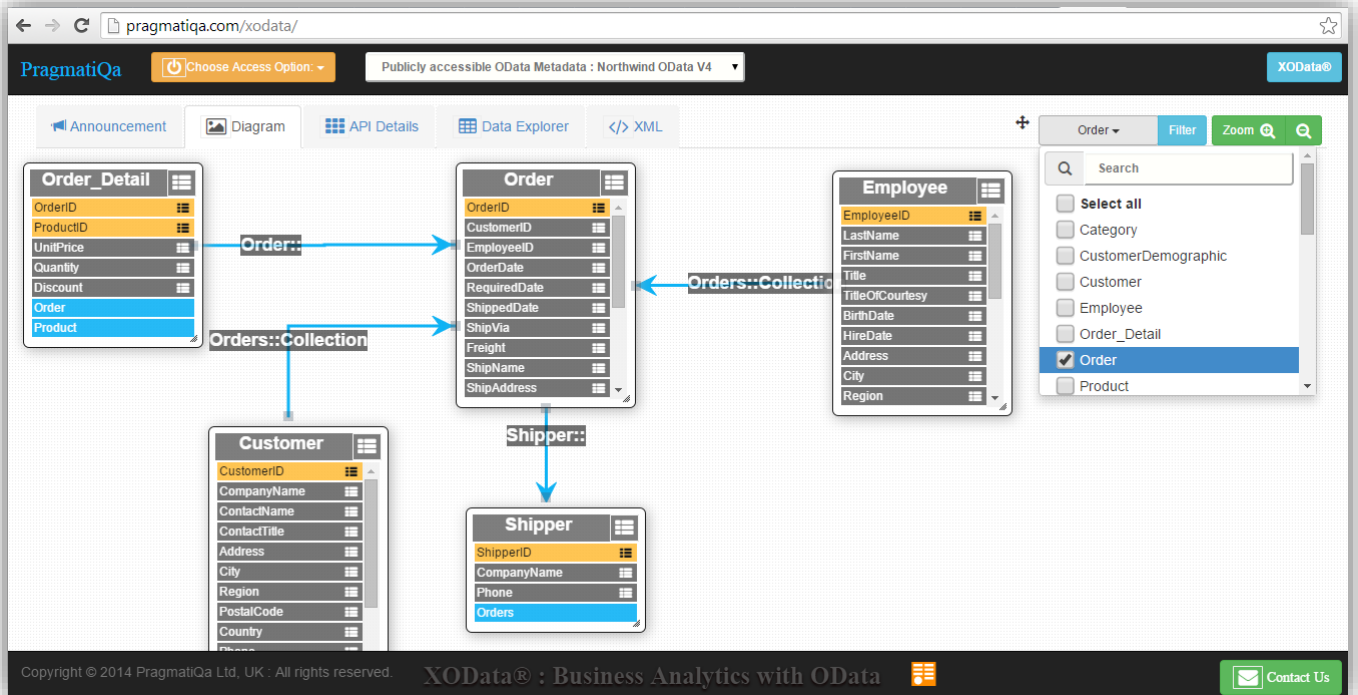 pragmatiqa.com/xodata/
PragmatiQa
Choose Access Option:
Publicly accessible OData Metadata : Northwind OData V4
XOData®
Announcement
Diagram
API Details
Data Explorer
</> XML
Order
Filter
Zoom
Search
Select all
Category
CustomerDemographic
Customer
Employee
Order_Detail
Order
Product
Order_Detail
OrderID
ProductID
UnitPrice
Quantity
Discount
Order
Product
Order::
Orders::Collection
Order
OrderID
CustomerID
EmployeeID
OrderDate
RequiredDate
ShippedDate
ShipVia
Freight
ShipName
ShipAddress
Orders::Collectio
Employee
EmployeeID
LastName
FirstName
Title
TitleOfCourtesy
BirthDate
HireDate
Address
City
Region
Customer
CustomerID
CompanyName
ContactName
ContactTitle
Address
City
Region
PostalCode
Country
Shipper::
Shipper
ShipperID
CompanyName
Phone
Orders
Copyright © 2014 PragmatiQa Ltd, UK : All rights reserved.
XOData® : Business Analytics with OData
Contact Us